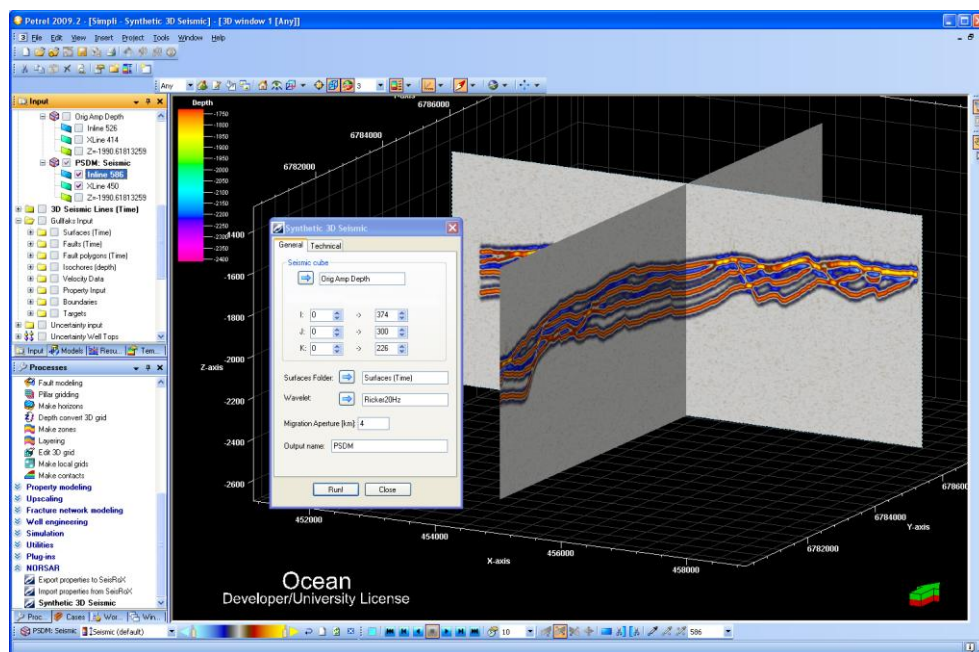 Petrel 2009.2 - [Simpli - Synthetic 3D Seismic] - [3D window 1 [Any]]
File Edit View Insert Project Tools Window Help
Any
3
Input
Orig Amp Depth
Inline 526
XLine 414
Z=-1990.61813259
PSDM: Seismic
Inline 586
XLine 450
Z=-1990.61813259
3D Seismic Lines (Time)
Gullfaks Input
Surfaces (Time)
Faults (Time)
Fault polygons (Time)
Isochores (depth)
Velocity Data
Property Input
Boundaries
Targets
Uncertainty input
Uncertainty Well Tops
Input Models Resu.. Tem...
Processes
Fault modeling
Pillar gridding
Make horizons
Depth convert 3D grid
Make zones
Layering
Edit 3D grid
Make local grids
Make contacts
Property modeling
Upscaling
Fracture network modeling
Well engineering
Simulation
Utilities
Plug-ins
NORSAR
Export properties to SeisRoX
Import properties from SeisRoX
Synthetic 3D Seismic
Proc... Cases Wor... Win...
Depth
-1750
-1800
-1850
-1900
-1950
-2000
-2050
-2100
-2150
-2200
-2250
-2300
-2350
-2400
6786000
6784000
6782000
-1400
-1600
-1800
-2000
-2200
-2400
-2600
Z-axis
452000
454000
456000
458000
X-axis
6782000
6784000
6786000
Y-axis
Synthetic 3D Seismic
General Technical
Seismic cube
Orig Amp Depth
I: 0 -> 374
J: 0 -> 300
K: 0 -> 226
Surfaces Folder: Surfaces (Time)
Wavelet: Ricker20Hz
Migration Aperture [km]: 4
Output name: PSDM
Run! Close
Ocean
Developer/University License
PSDM: Seismic Seismic (default) 10 586